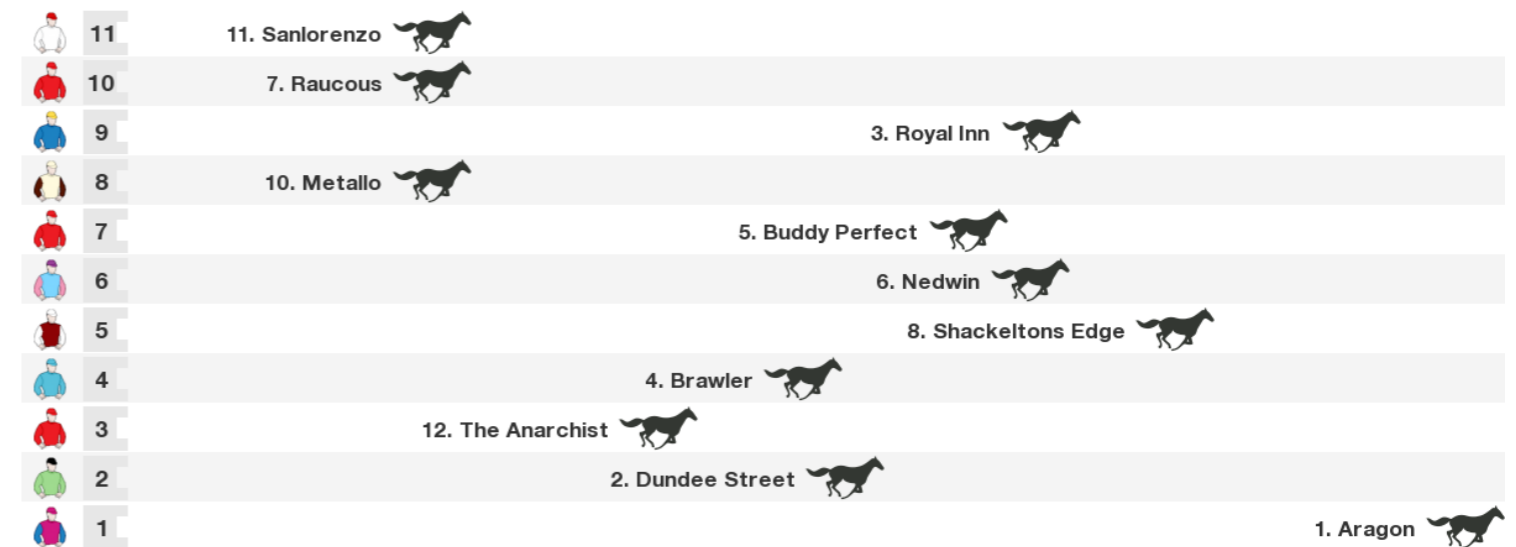 11 11. Sanlorenzo
10 7. Raucous
9 3. Royal Inn
8 10. Metallo
7 5. Buddy Perfect
6 6. Nedwin
5 8. Shackeltons Edge
4 4. Brawler
3 12. The Anarchist
2 2. Dundee Street
1 1. Aragon